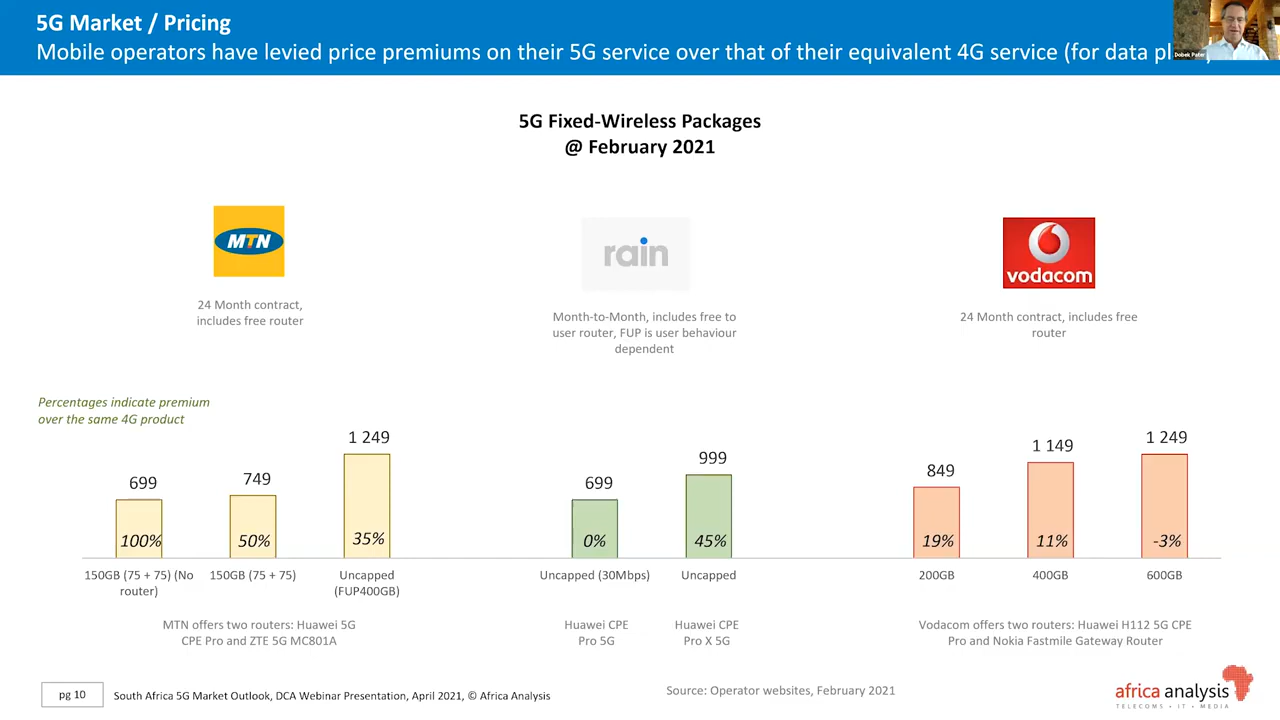 5G Market / Pricing
Mobile operators have levied price premiums on their 5G service over that of their equivalent 4G service (for data
Dobek Pater
5G Fixed-Wireless Packages
@ February 2021
MTN
24 Month contract,
includes free router
rain
Month-to-Month, includes free to
user router, FUP is user behaviour
dependent
vodacom
24 Month contract, includes free
router
Percentages indicate premium
over the same 4G product
699
749
1 249
100%
50%
35%
150GB (75 + 75) (No
router)
150GB (75 + 75)
Uncapped
(FUP400GB)
MTN offers two routers: Huawei 5G
CPE Pro and ZTE 5G MC801A
699
999
0%
45%
Uncapped (30Mbps)
Uncapped
Huawei CPE
Pro 5G
Huawei CPE
Pro X 5G
849
1 149
1 249
19%
11%
-3%
200GB
400GB
600GB
Vodacom offers two routers: Huawei H112 5G CPE
Pro and Nokia Fastmile Gateway Router
pg 10
South Africa 5G Market Outlook, DCA Webinar Presentation, April 2021, © Africa Analysis
Source: Operator websites, February 2021
africa analysis
TELECOMS • IT • MEDIA